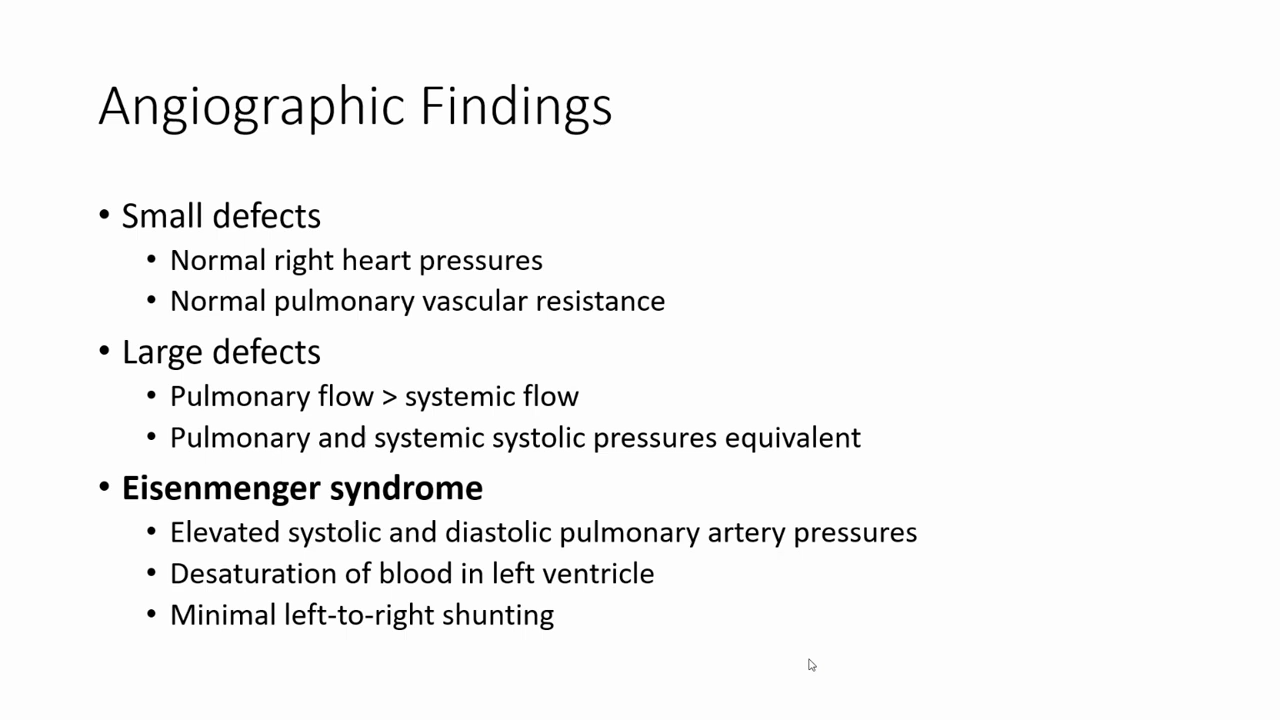 Angiographic Findings
• Small defects
• Normal right heart pressures
• Normal pulmonary vascular resistance
• Large defects
• Pulmonary flow > systemic flow
• Pulmonary and systemic systolic pressures equivalent
• Eisenmenger syndrome
• Elevated systolic and diastolic pulmonary artery pressures
• Desaturation of blood in left ventricle
• Minimal left-to-right shunting